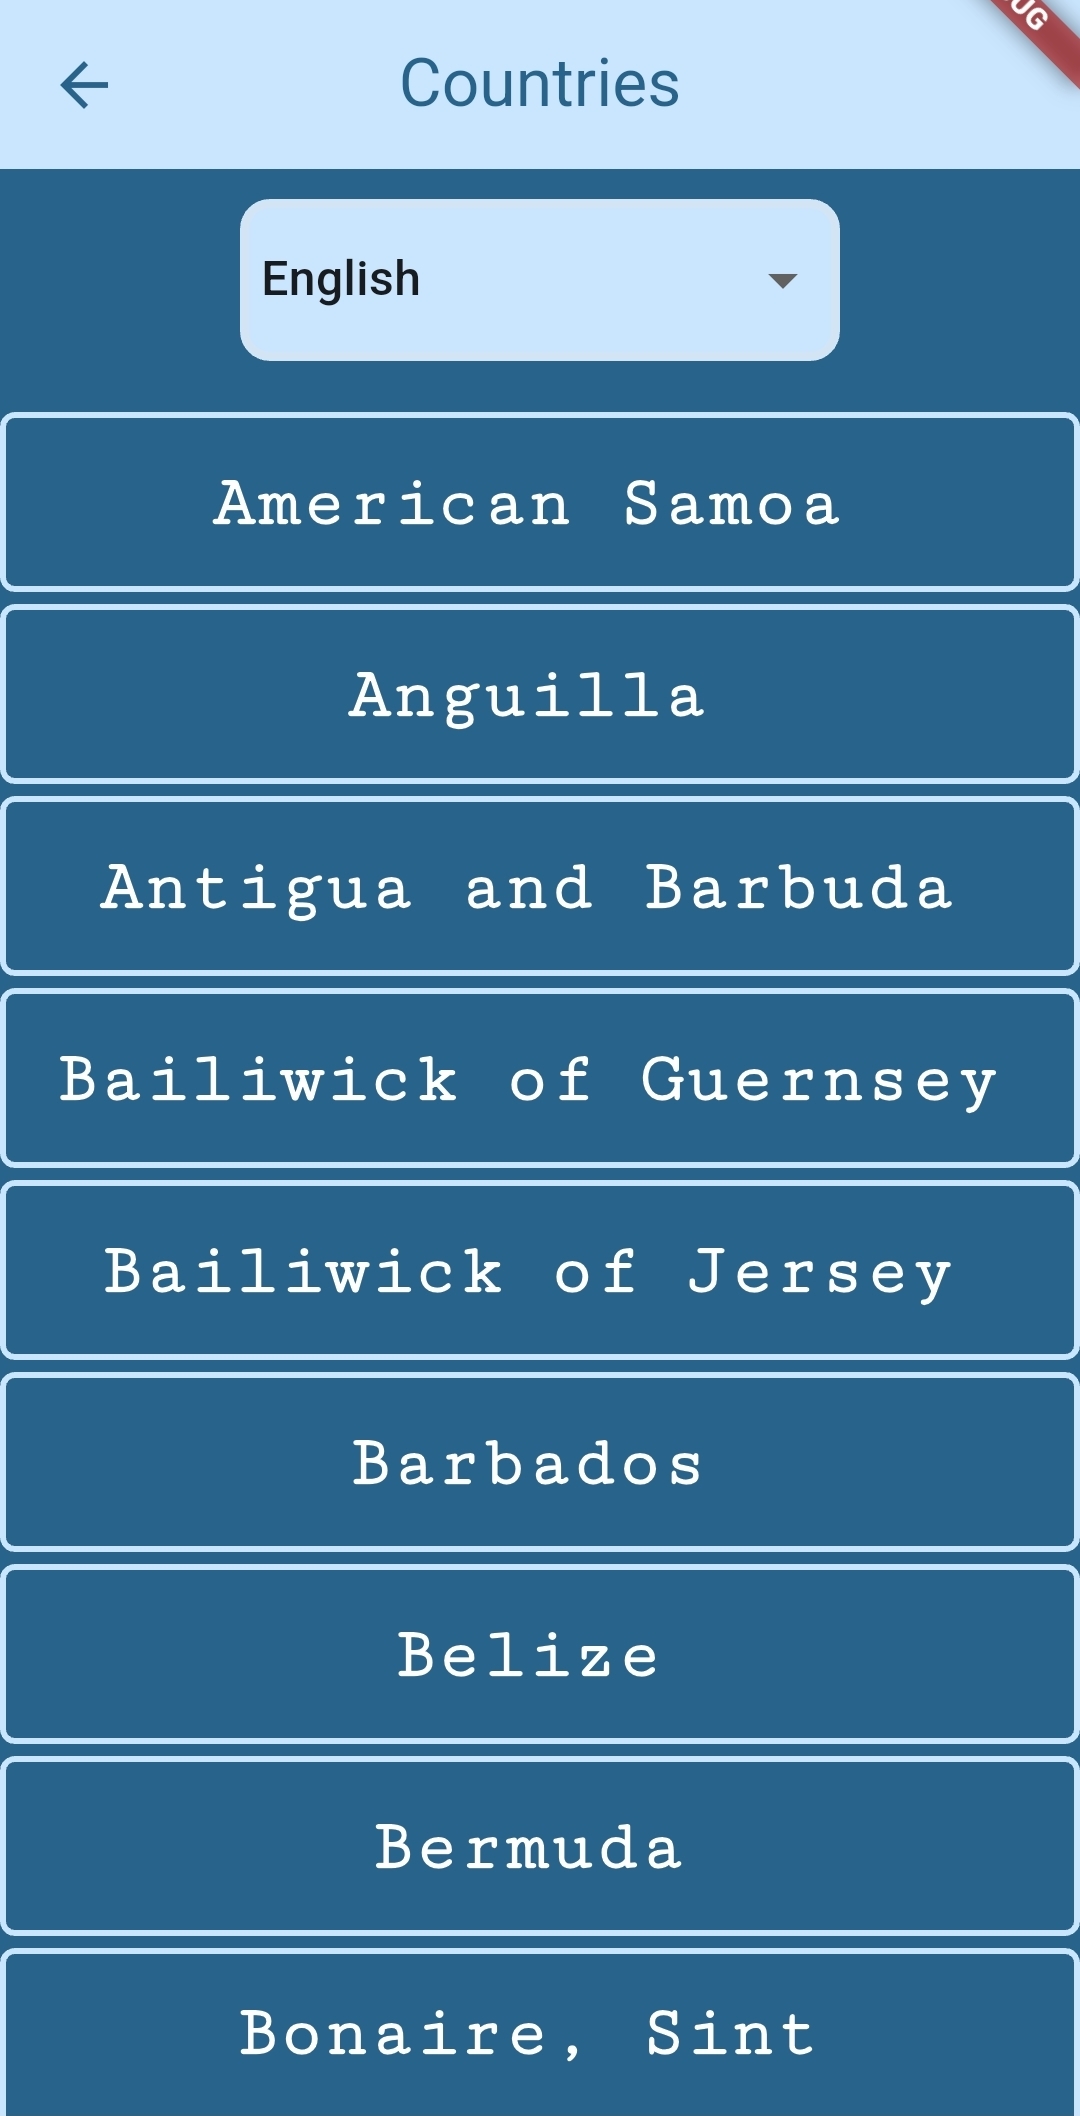 Countries
English
American Samoa
Anguilla
Antigua and Barbuda
Bailiwick of Guernsey
Bailiwick of Jersey
Barbados
Belize
Bermuda
Bonaire, Sint